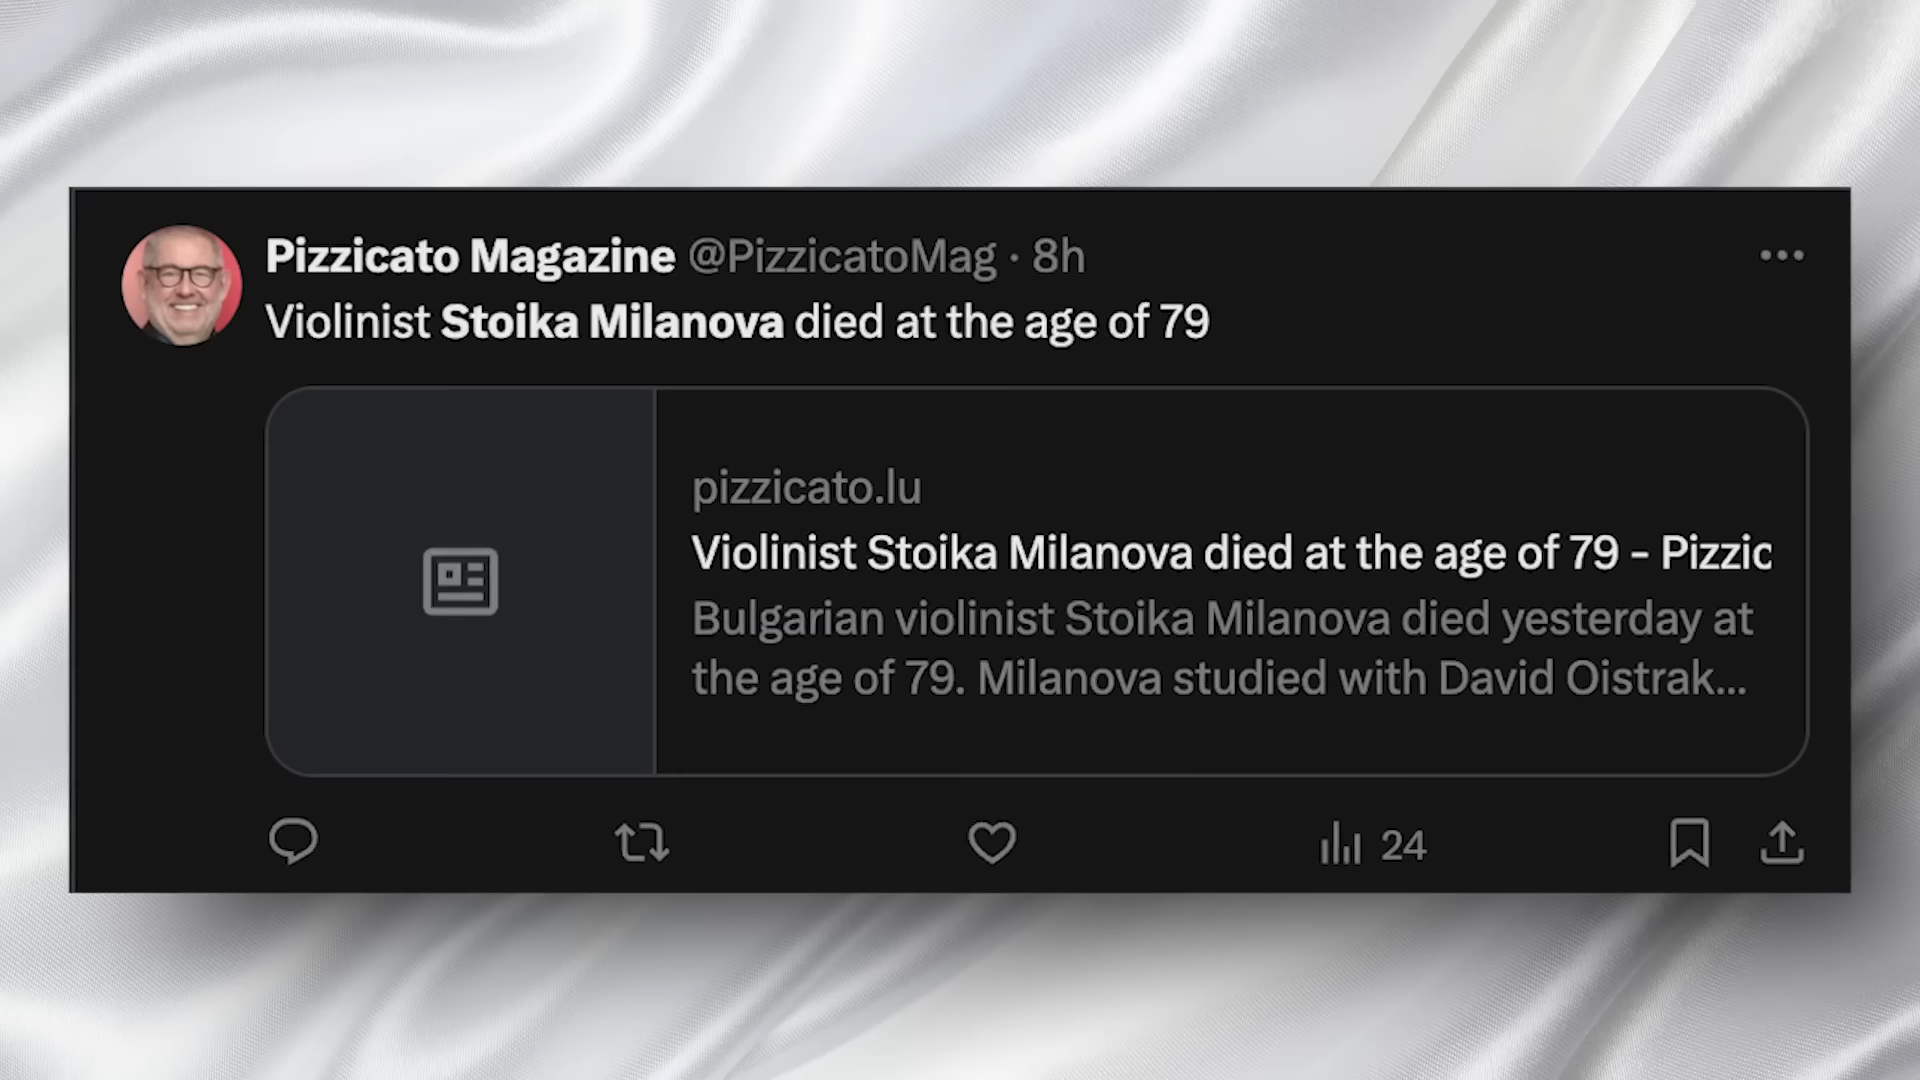 Pizzicato Magazine @PizzicatoMag · 8h
Violinist Stoika Milanova died at the age of 79
pizzicato.lu
Violinist Stoika Milanova died at the age of 79 – Pizzic
Bulgarian violinist Stoika Milanova died yesterday at
the age of 79. Milanova studied with David Oistrak...
24